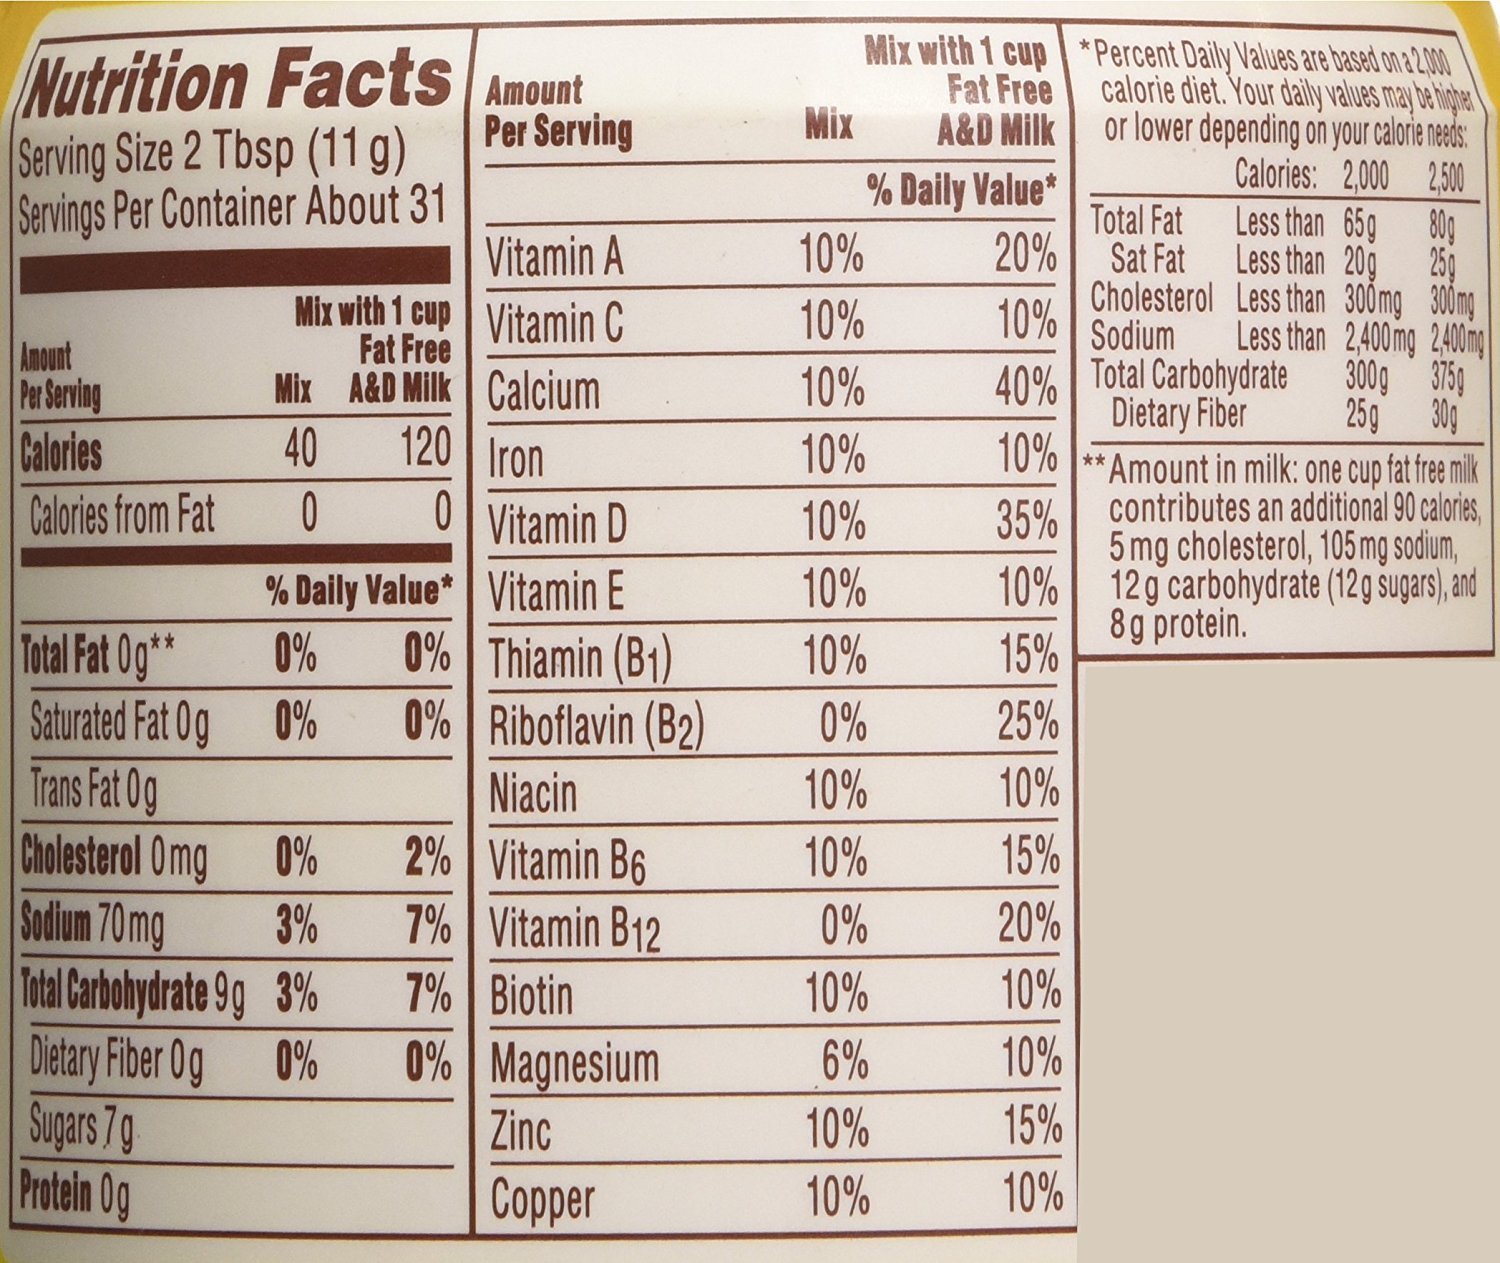 Nutrition Facts
Serving Size 2 Tbsp (11 g)
Servings Per Container About 31
Mix with 1 cup
Amount Fat Free
Per Serving Mix A&D Milk
Calories 40 120
Calories from Fat 0 0
% Daily Value*
Total Fat 0g** 0% 0%
Saturated Fat 0g 0% 0%
Trans Fat 0g
Cholesterol 0mg 0% 2%
Sodium 70mg 3% 7%
Total Carbohydrate 9g 3% 7%
Dietary Fiber 0g 0% 0%
Sugars 7g
Protein 0g
Mix with 1 cup
Amount Fat Free
Per Serving Mix A&D Milk
% Daily Value*
Vitamin A 10% 20%
Vitamin C 10% 10%
Calcium 10% 40%
Iron 10% 10%
Vitamin D 10% 35%
Vitamin E 10% 10%
Thiamin (B1) 10% 15%
Riboflavin (B2) 0% 25%
Niacin 10% 10%
Vitamin B6 10% 15%
Vitamin B12 0% 20%
Biotin 10% 10%
Magnesium 6% 10%
Zinc 10% 15%
Copper 10% 10%
*Percent Daily Values are based on a 2,000
calorie diet. Your daily values may be higher
or lower depending on your calorie needs:
Calories: 2,000 2,500
Total Fat Less than 65g 80g
Sat Fat Less than 20g 25g
Cholesterol Less than 300mg 300mg
Sodium Less than 2,400mg 2,400mg
Total Carbohydrate 300g 375g
Dietary Fiber 25g 30g
**Amount in milk: one cup fat free milk
contributes an additional 90 calories,
5mg cholesterol, 105mg sodium,
12g carbohydrate (12g sugars), and
8g protein.